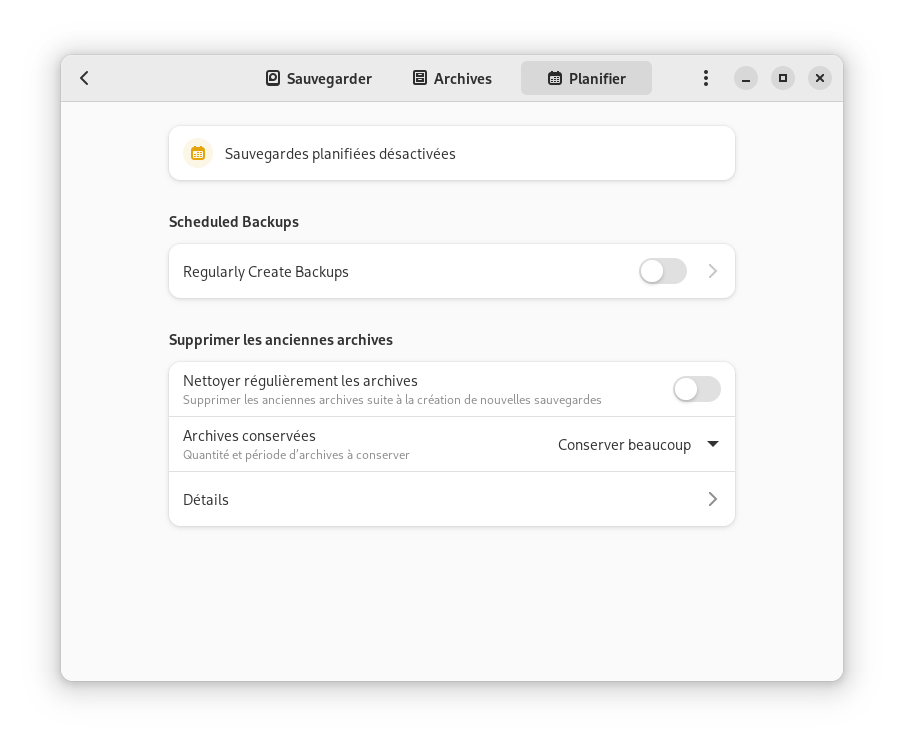 Sauvegarder
Archives
Planifier
Sauvegardes planifiées désactivées
Scheduled Backups
Regularly Create Backups
Supprimer les anciennes archives
Nettoyer régulièrement les archives
Supprimer les anciennes archives suite à la création de nouvelles sauvegardes
Archives conservées
Quantité et période d’archives à conserver
Conserver beaucoup
Détails